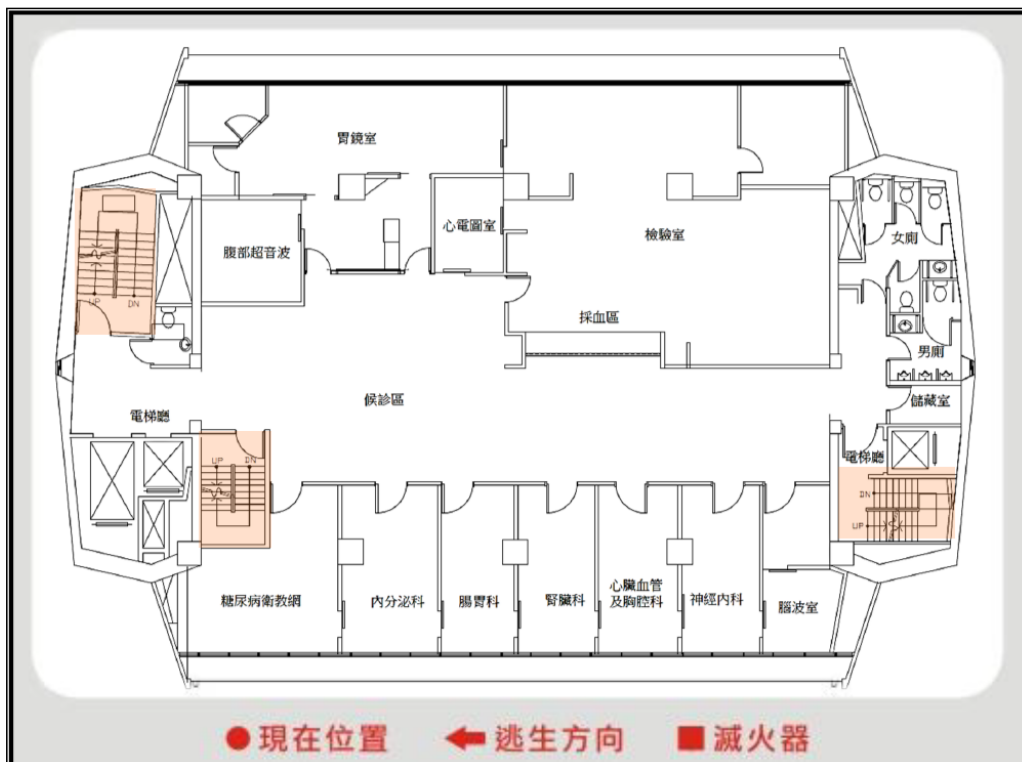 胃鏡室
心電圖室
腹部超音波
檢驗室
女廁
UP
DN
採血區
男廁
候診區
儲藏室
電梯廳
電梯廳
UP
DN
DN
UP
糖尿病衛教網
內分泌科
腸胃科
腎臟科
心臟血管
及胸腔科
神經內科
腦波室
現在位置
逃生方向
滅火器